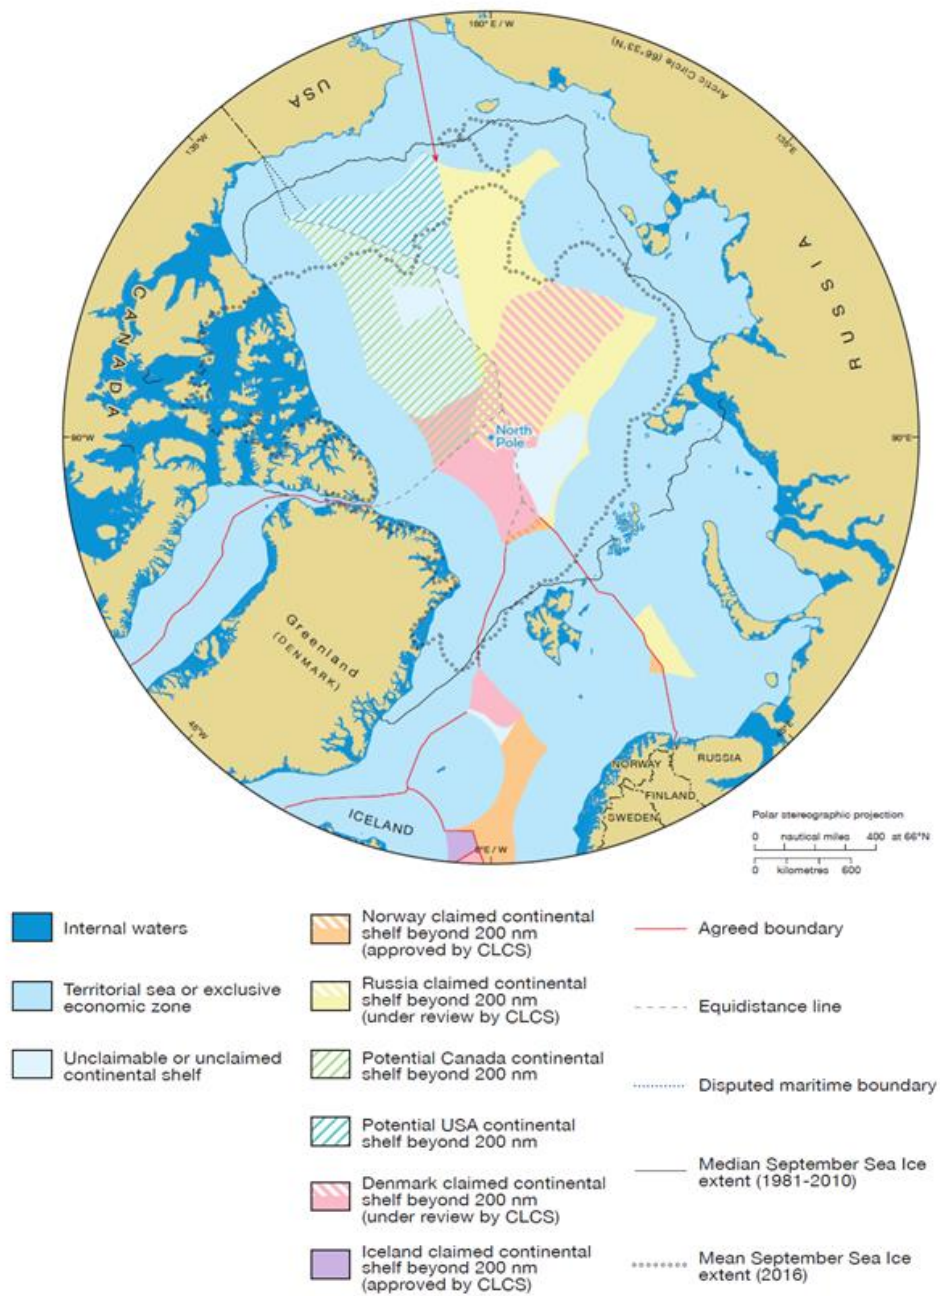 180° E / W
Arctic Circle (66°33'N)
USA
135°W
135°E
RUSSIA
CANADA
90°W
North
Pole
90°E
Greenland
(DENMARK)
45°W
NORWAY
RUSSIA
FINLAND
SWEDEN
ICELAND
0°E / W
Polar stereographic projection
0 nautical miles 400 at 66°N
0 kilometres 600
Internal waters
Territorial sea or exclusive
economic zone
Unclaimable or unclaimed
continental shelf
Norway claimed continental
shelf beyond 200 nm
(approved by CLCS)
Russia claimed continental
shelf beyond 200 nm
(under review by CLCS)
Potential Canada continental
shelf beyond 200 nm
Potential USA continental
shelf beyond 200 nm
Denmark claimed continental
shelf beyond 200 nm
(under review by CLCS)
Iceland claimed continental
shelf beyond 200 nm
(approved by CLCS)
Agreed boundary
Equidistance line
Disputed maritime boundary
Median September Sea Ice
extent (1981-2010)
Mean September Sea Ice
extent (2016)